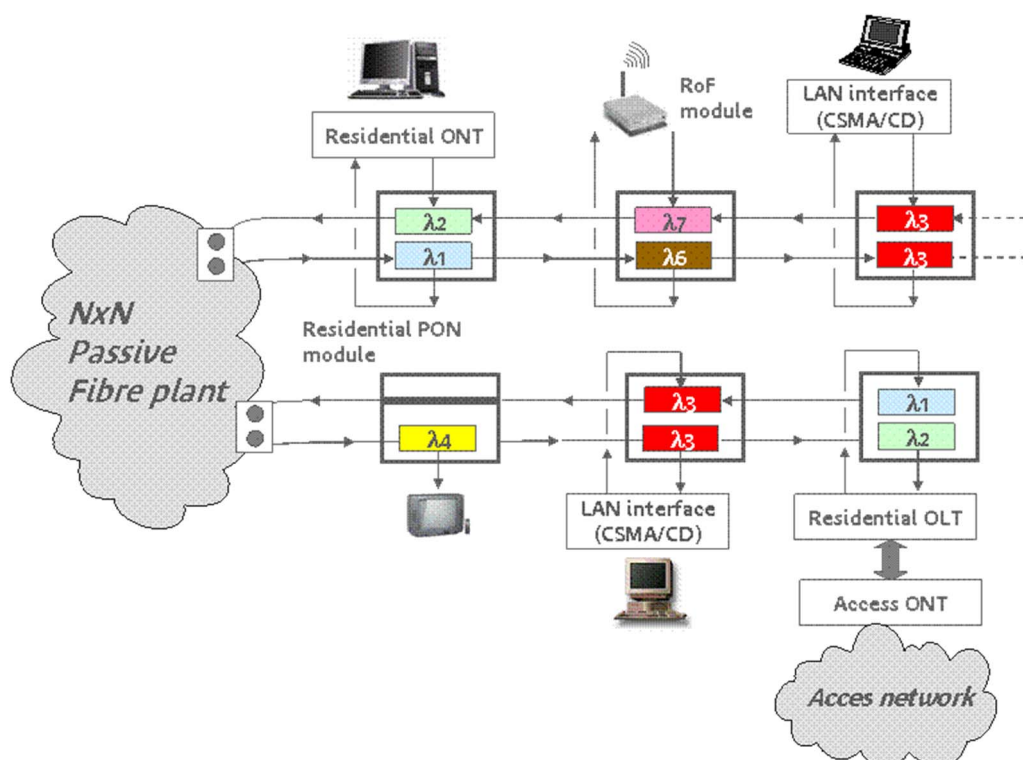 RoF
module
LAN interface
(CSMA/CD)
Residential ONT
λ2
λ7
λ3
λ1
λ6
λ3
NxN
Passive
Fibre plant
Residential PON
module
λ3
λ1
λ4
λ3
λ2
LAN interface
(CSMA/CD)
Residential OLT
Access ONT
Acces network